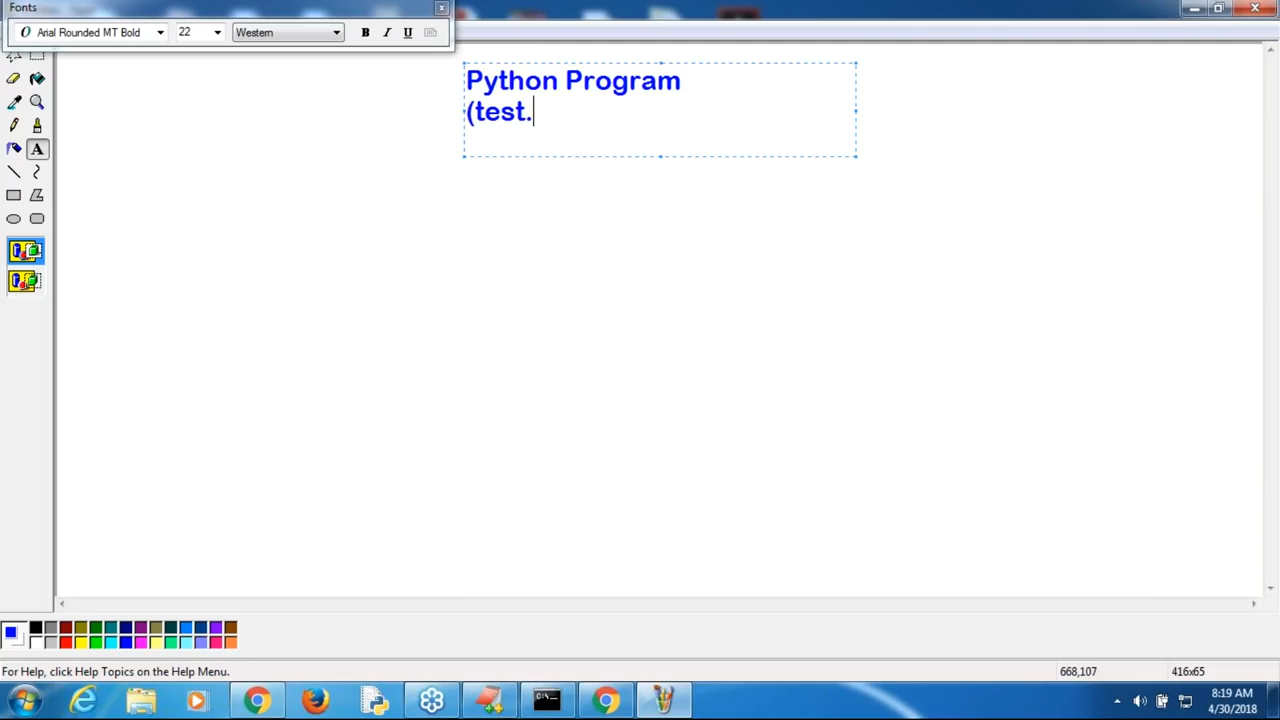 Fonts
O Arial Rounded MT Bold 22 Western B I U
Python Program
(test.
A
For Help, click Help Topics on the Help Menu. 668,107 416x65
C:\_
8:19 AM
4/30/2018